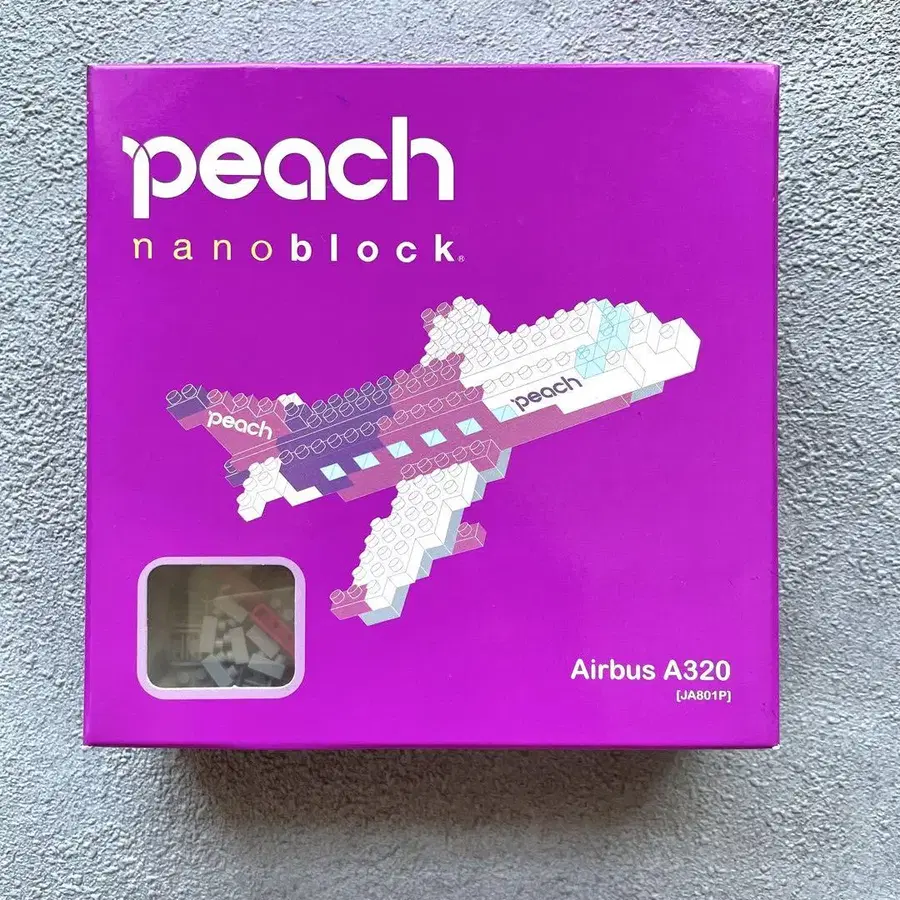 peach
nanoblock®
peach
peach
Airbus A320
[JA801P]